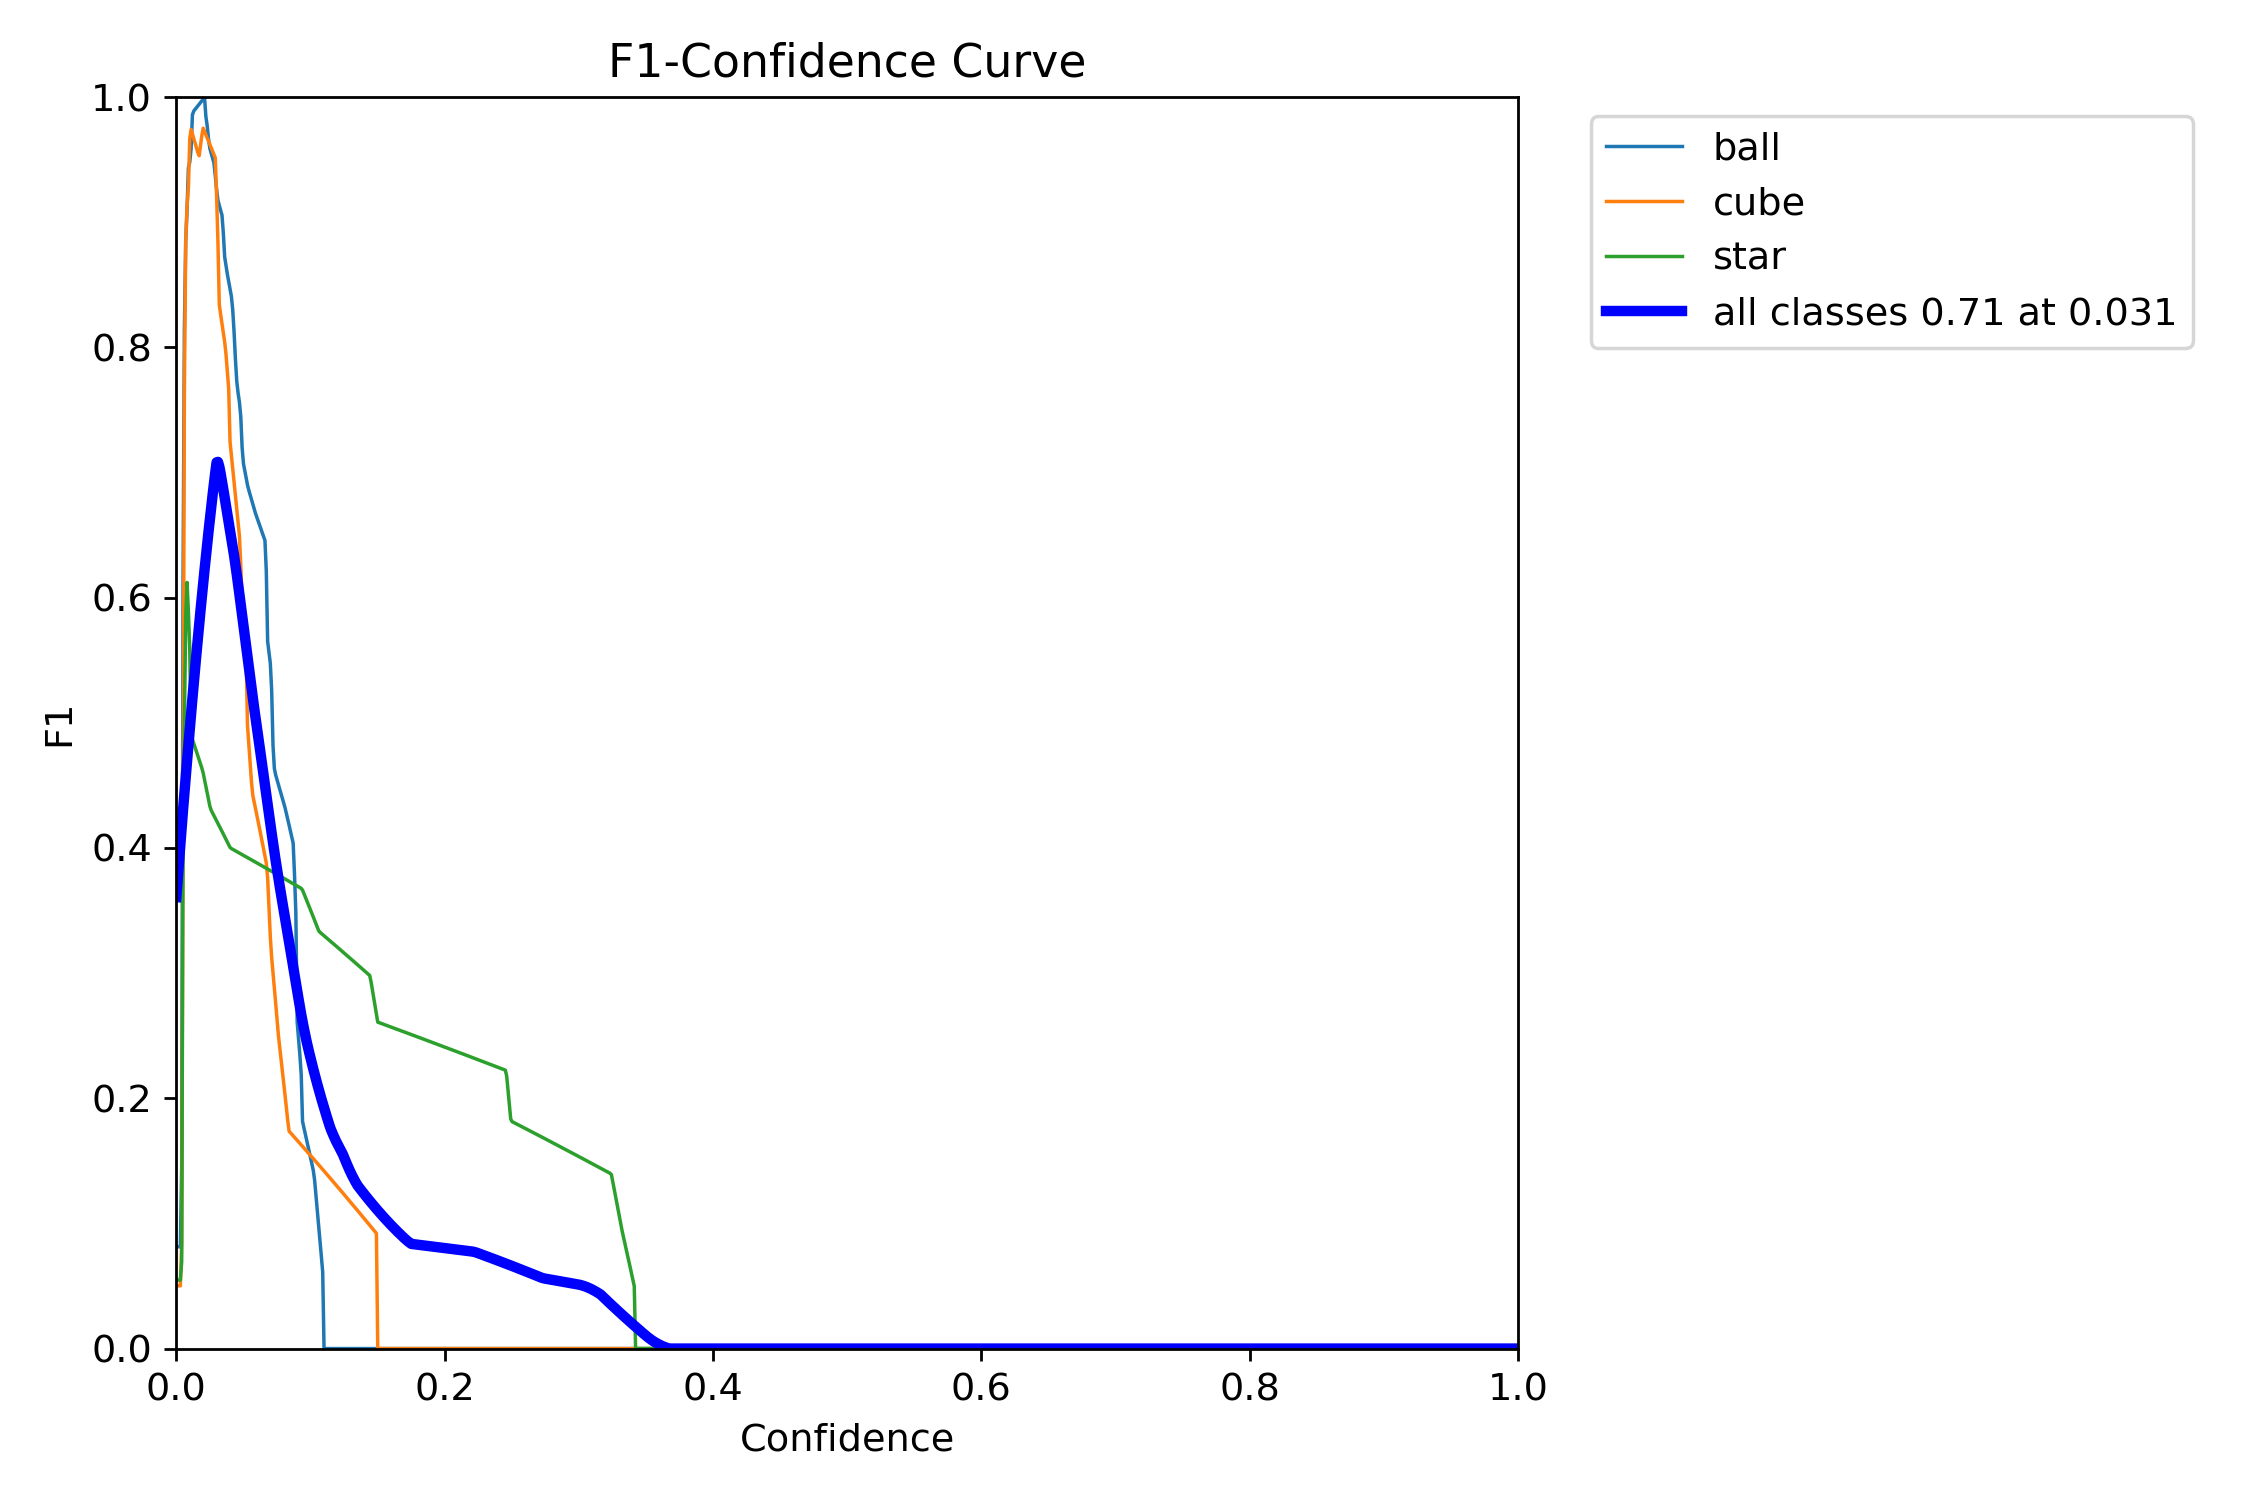 F1-Confidence Curve
1.0
0.8
0.6
0.4
0.2
0.0
F1
0.0 0.2 0.4 0.6 0.8 1.0
Confidence
ball
cube
star
all classes 0.71 at 0.031